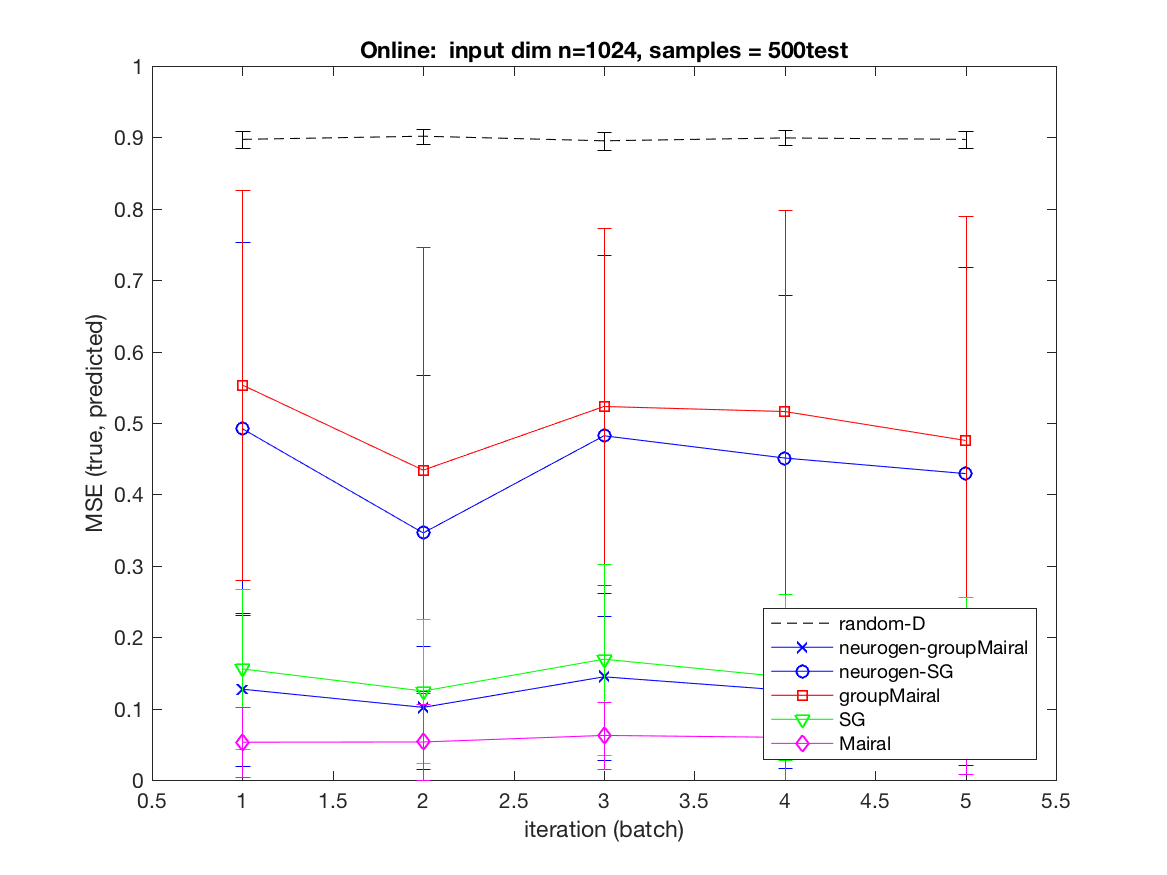 Online:  input dim n=1024, samples = 500test
1
0.9
0.8
0.7
0.6
0.5
0.4
0.3
0.2
0.1
0
MSE (true, predicted)
random-D
neurogen-groupMairal
neurogen-SG
groupMairal
SG
Mairal
0.5 1 1.5 2 2.5 3 3.5 4 4.5 5 5.5
iteration (batch)